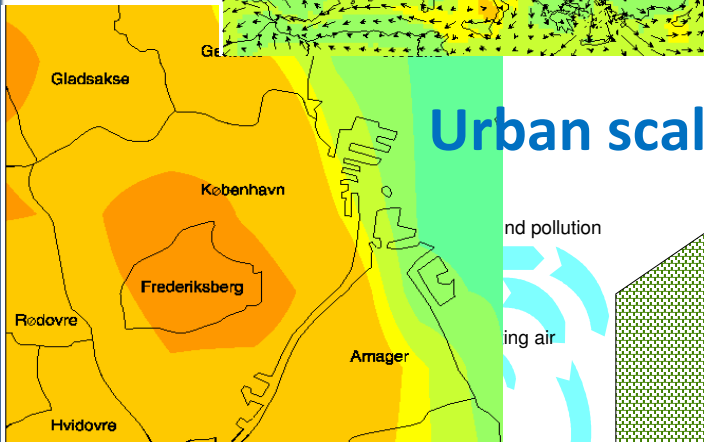 Gladsakse
Urban scal
København
nd pollution
Frederiksberg
Rødovre
ing air
Amager
Hvidovre